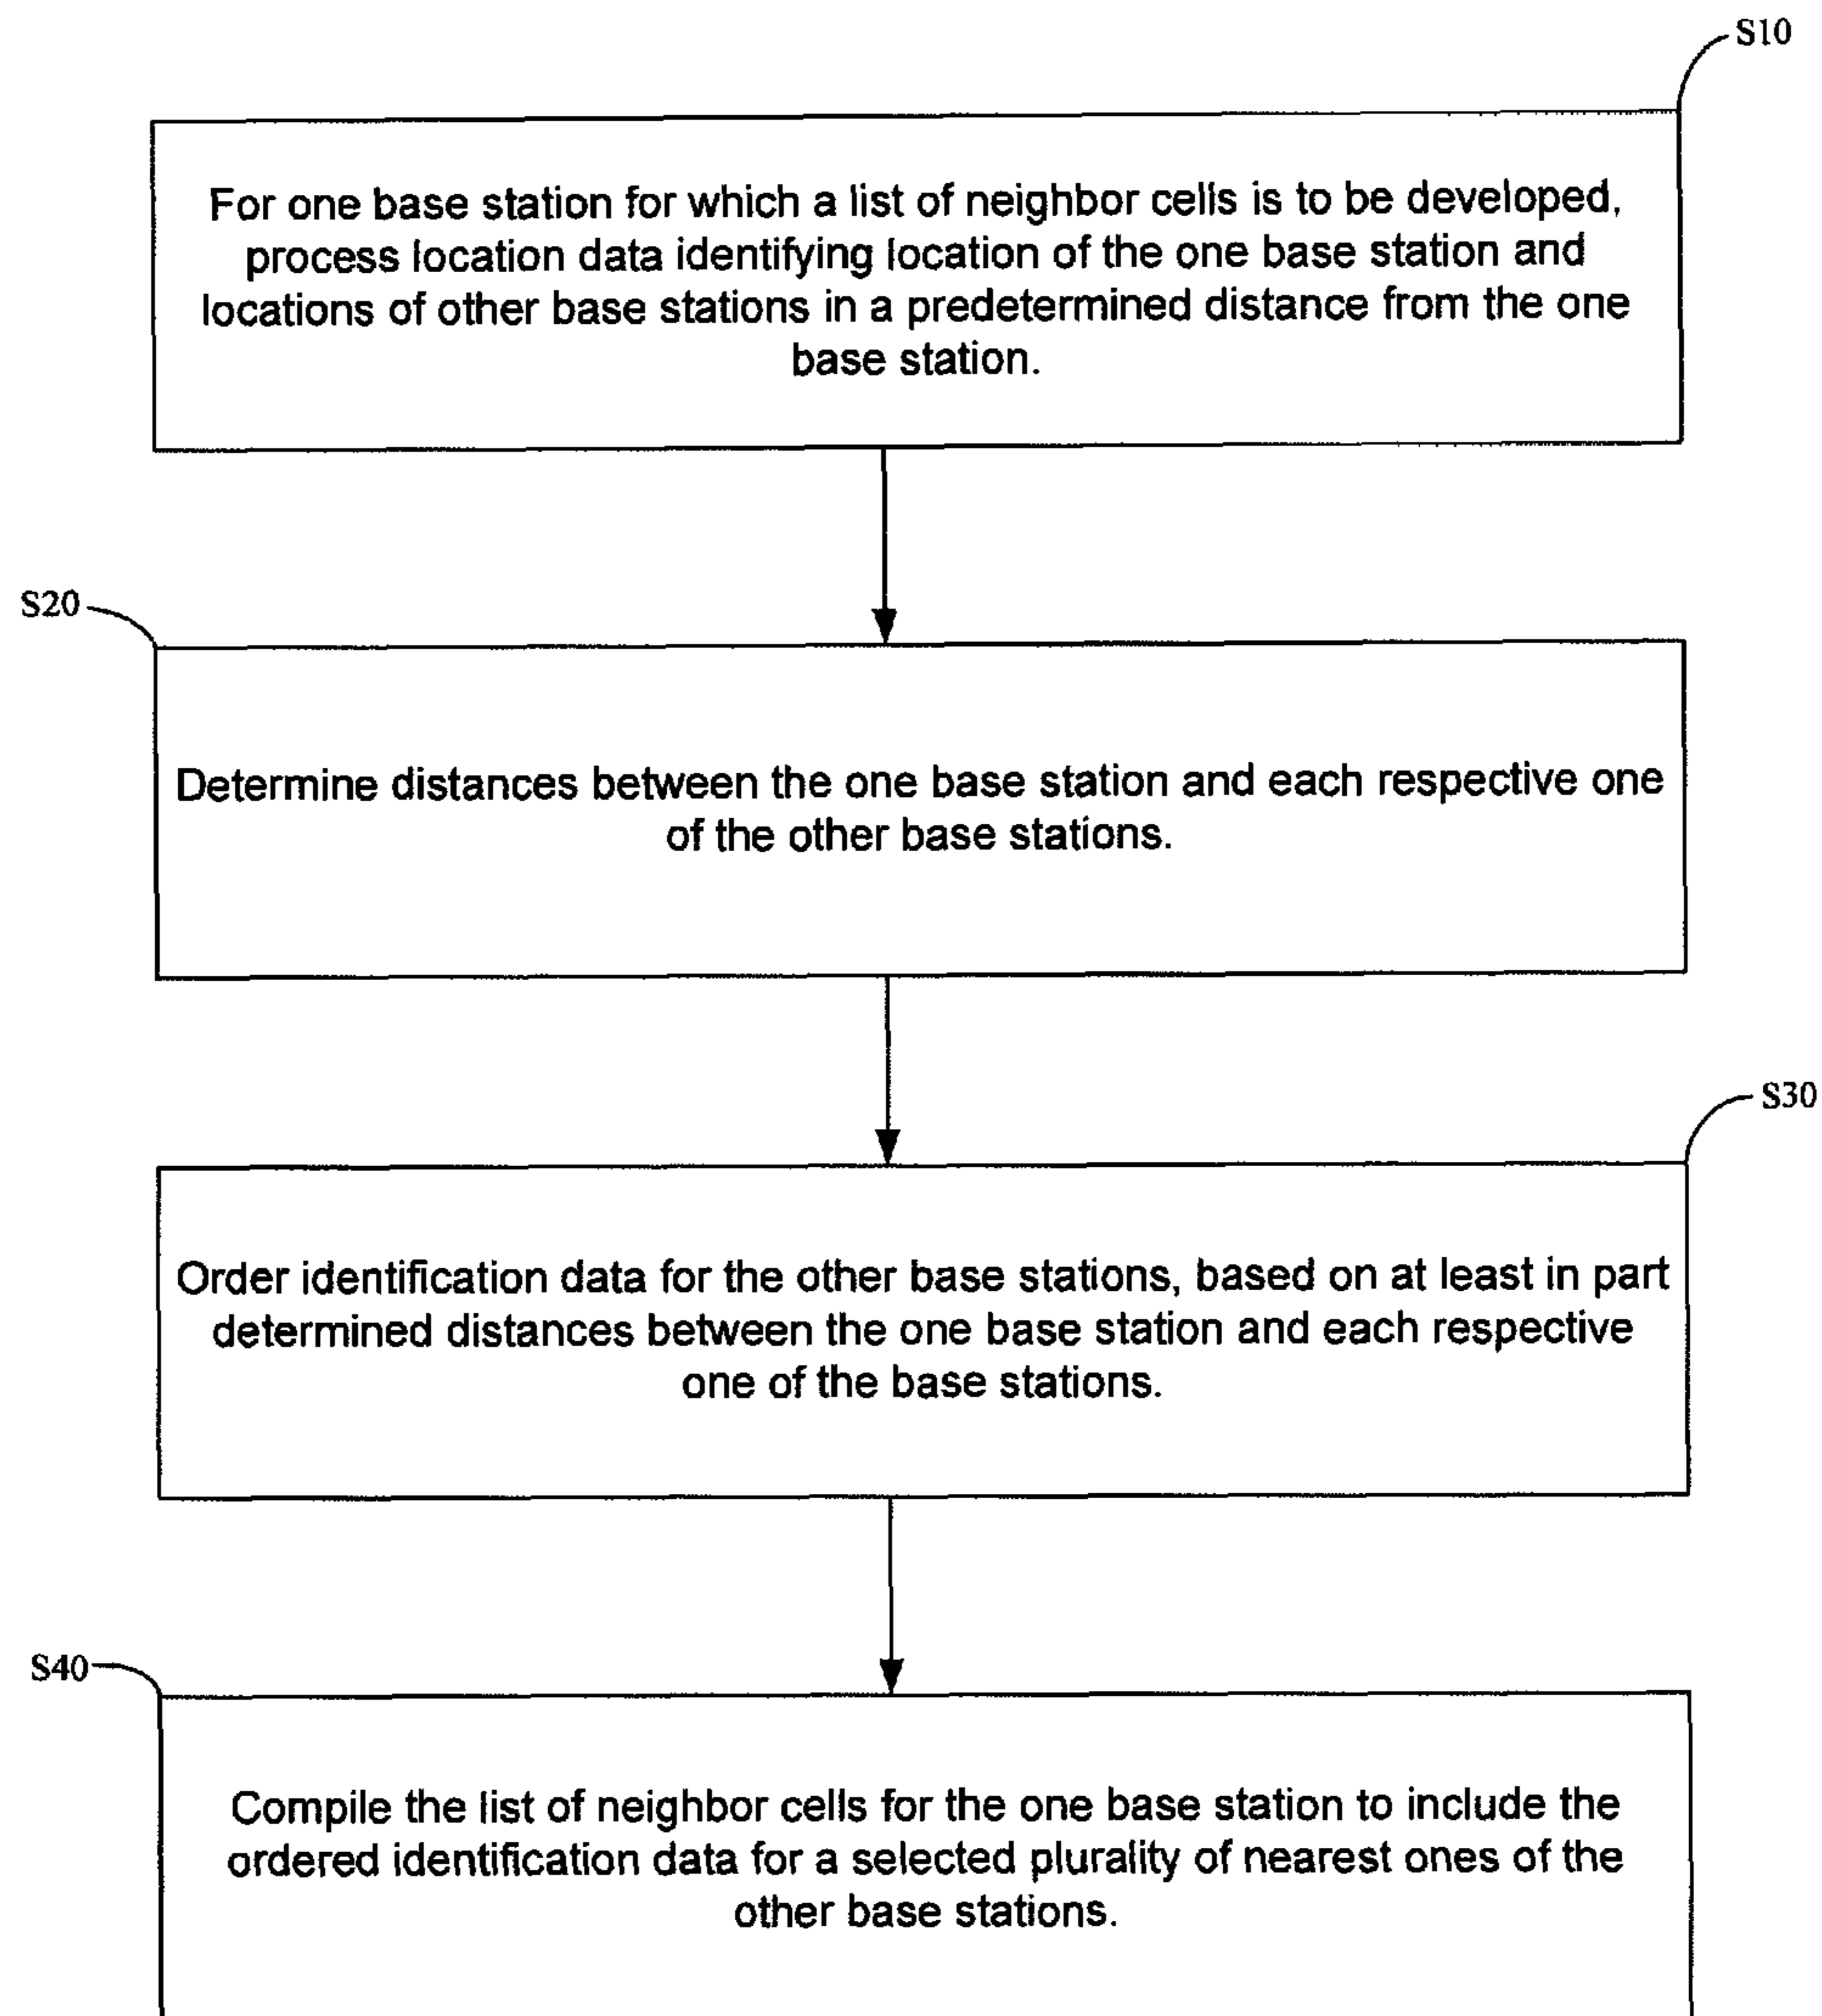 S10
For one base station for which a list of neighbor cells is to be developed,
process location data identifying location of the one base station and
locations of other base stations in a predetermined distance from the one
base station.
S20
Determine distances between the one base station and each respective one
of the other base stations.
S30
Order identification data for the other base stations, based on at least in part
determined distances between the one base station and each respective
one of the base stations.
S40
Compile the list of neighbor cells for the one base station to include the
ordered identification data for a selected plurality of nearest ones of the
other base stations.